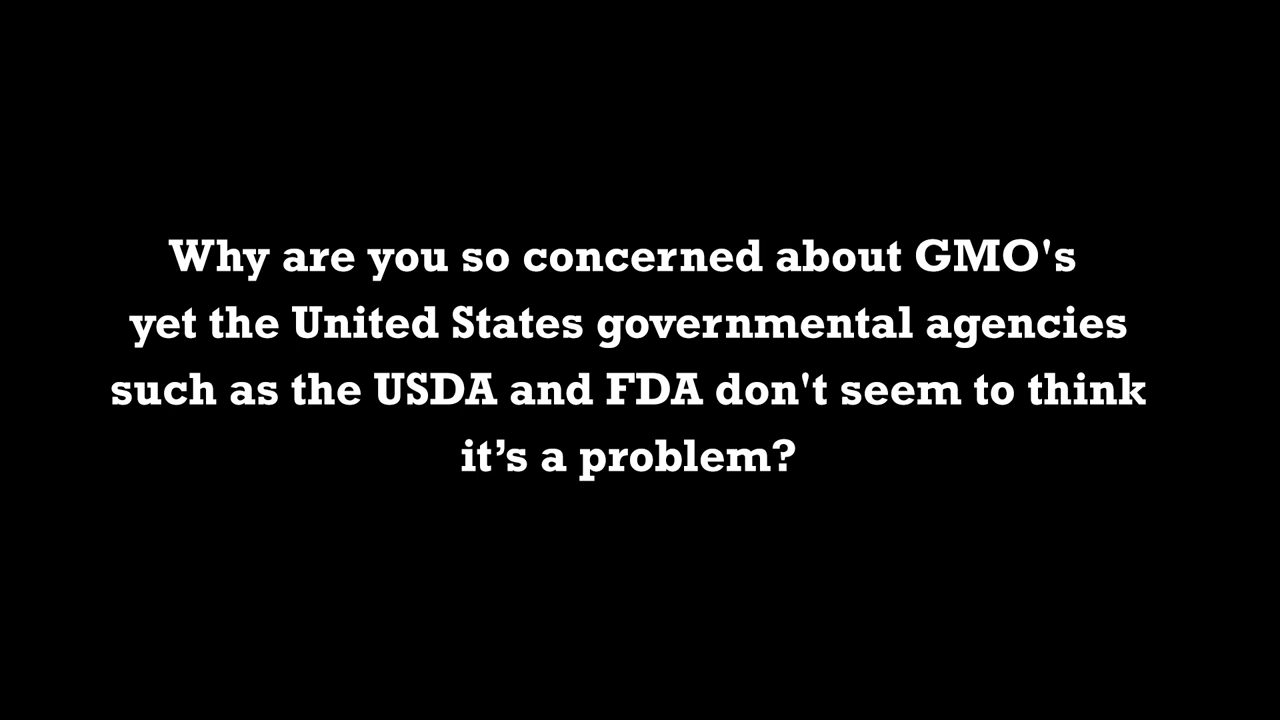 Why are you so concerned about GMO's
yet the United States governmental agencies
such as the USDA and FDA don't seem to think
it’s a problem?